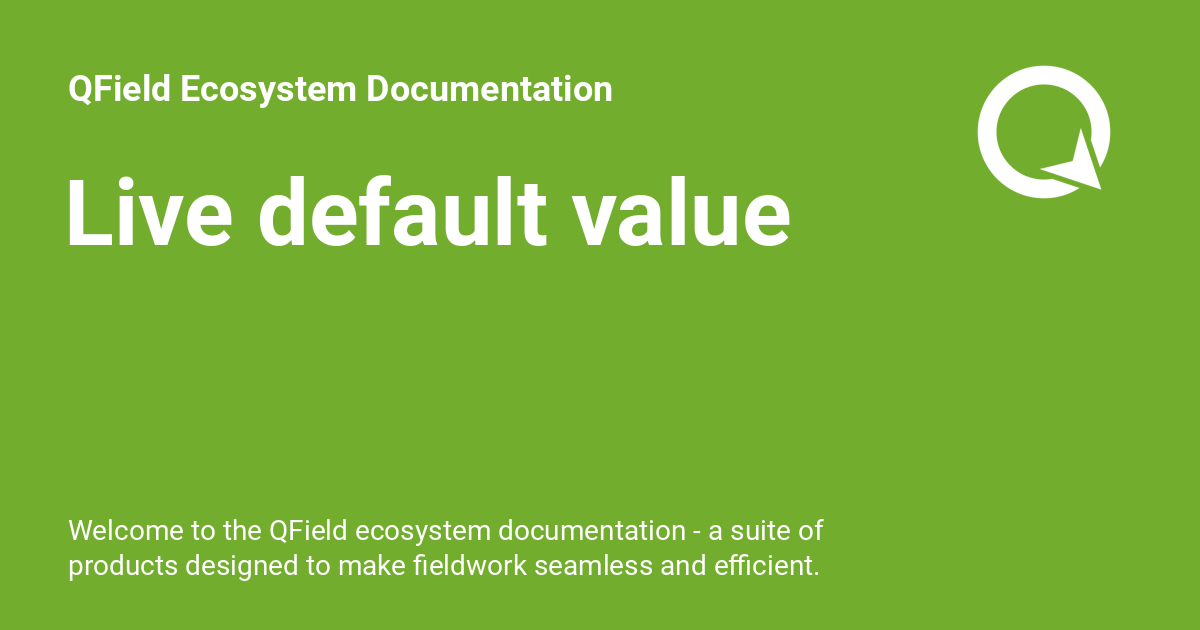 QField Ecosystem Documentation
Live default value
Welcome to the QField ecosystem documentation - a suite of
products designed to make fieldwork seamless and efficient.